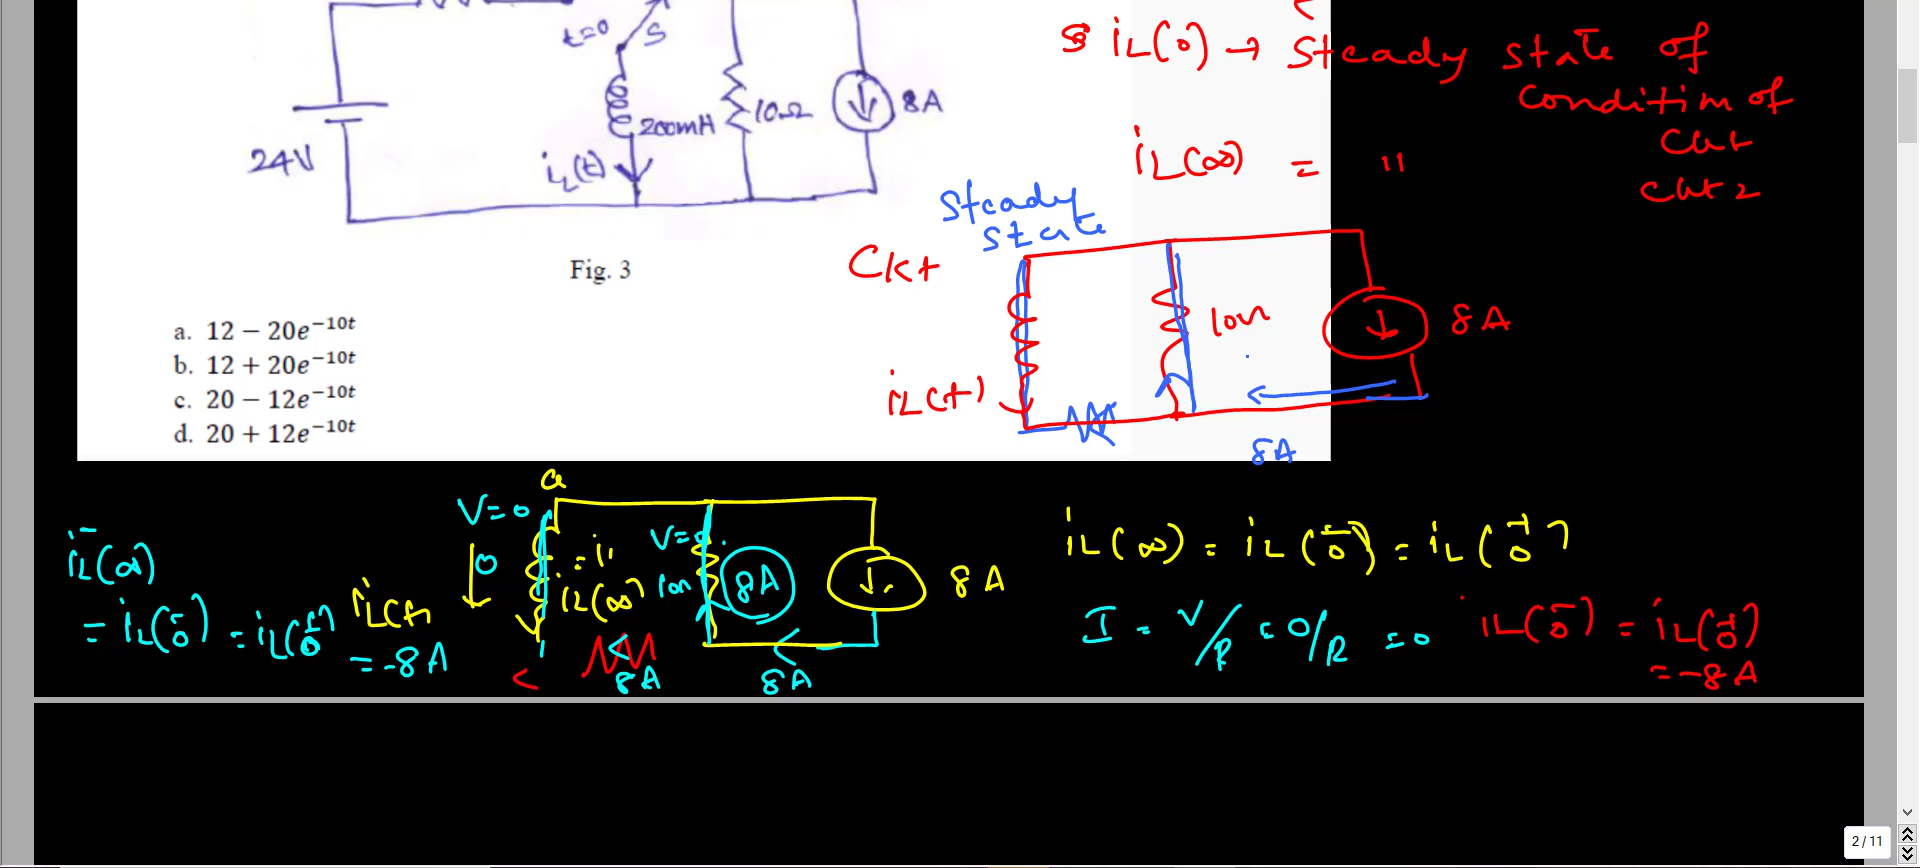 t=0
S
24V
200mH
10Ω
8A
iL(t)
Fig. 3
a. 12 − 20e^−10t
b. 12 + 20e^−10t
c. 20 − 12e^−10t
d. 20 + 12e^−10t
iL(0) → Steady state of
Conditim of
Ckt
iL(∞) = "
Ckt 2
Steady
state
Ckt
10Ω
8A
iL(t)
8A
a
V=0
iL(∞)
= iL(0⁻) = iL(0⁺)
iL(t)
= -8A
0
= i1
iL(∞)
V=0
10Ω
8A
8A
8A
8A
iL(∞) = iL(0⁻) = iL(0⁺)
I = V/R = 0/R = 0
iL(0⁻) = iL(0⁺)
= -8A
2 / 11